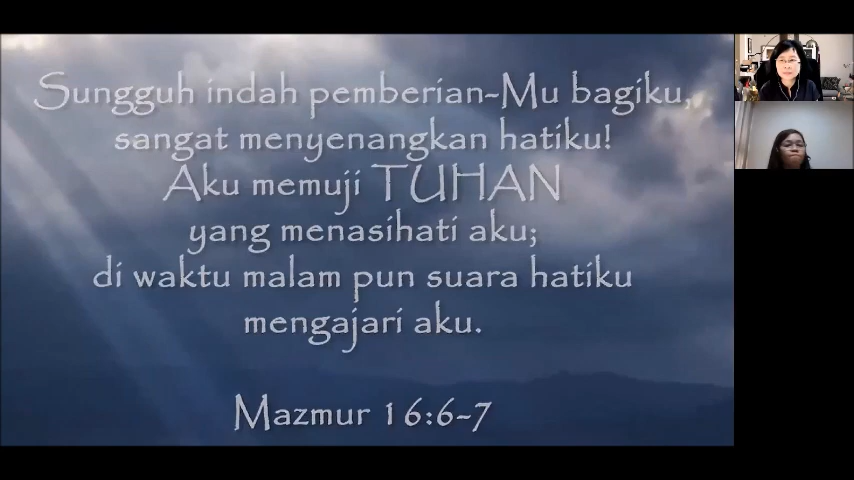 Sungguh indah pemberian-Mu bagiku,
sangat menyenangkan hatiku!
Aku memuji TUHAN
yang menasihati aku;
di waktu malam pun suara hatiku
mengajari aku.
Mazmur 16:6-7